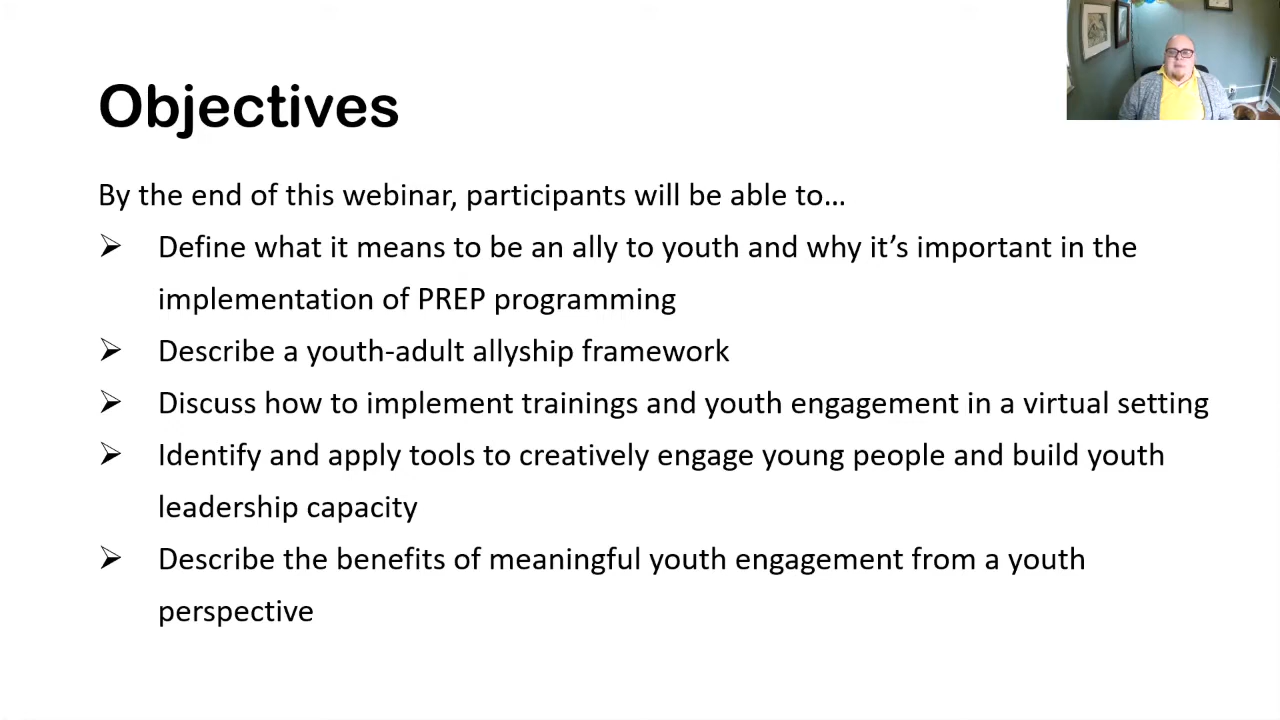 Objectives
By the end of this webinar, participants will be able to…
➢ Define what it means to be an ally to youth and why it’s important in the
implementation of PREP programming
➢ Describe a youth-adult allyship framework
➢ Discuss how to implement trainings and youth engagement in a virtual setting
➢ Identify and apply tools to creatively engage young people and build youth
leadership capacity
➢ Describe the benefits of meaningful youth engagement from a youth
perspective